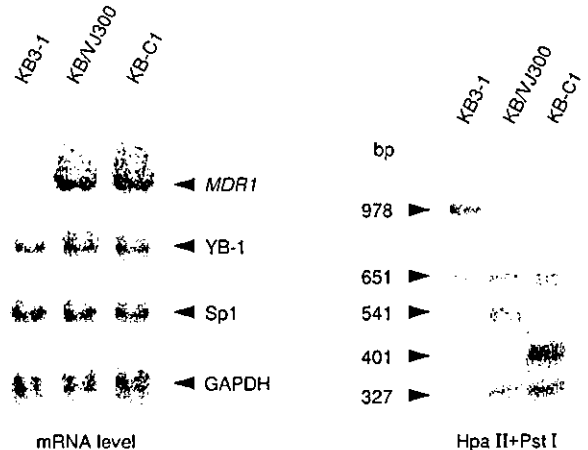 KB3-1
KB/VJ300
KB-C1
MDR1
YB-1
Sp1
GAPDH
mRNA level
KB3-1
KB/VJ300
KB-C1
bp
978
651
541
401
327
Hpa II+Pst I